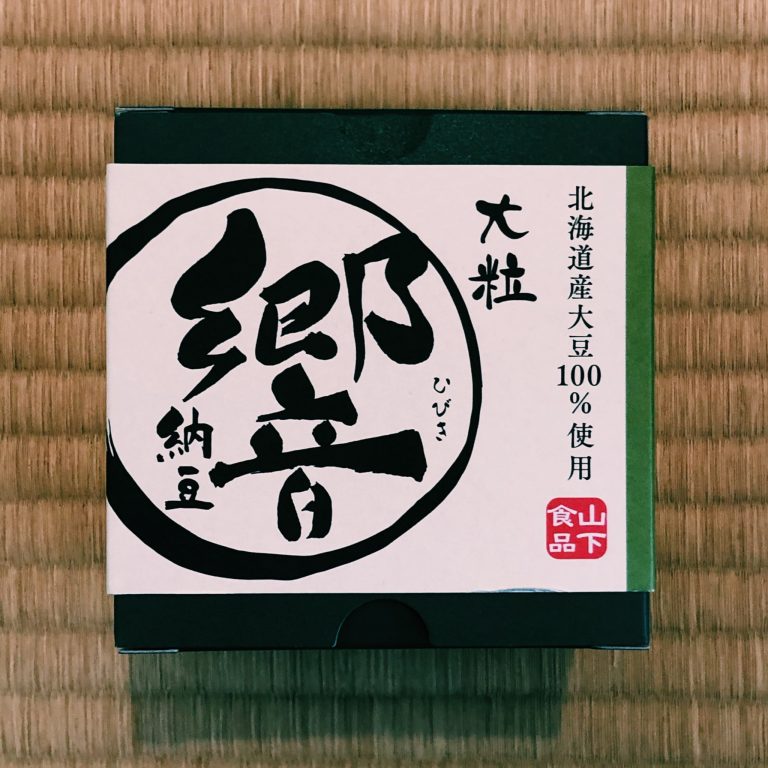 北海道産大豆100%使用
大粒
響
ひびき
納豆
山下
食品